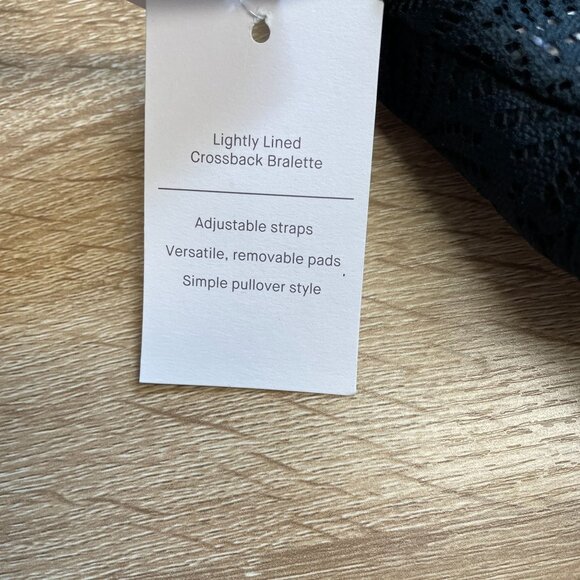 Lightly Lined
Crossback Bralette
Adjustable straps
Versatile, removable pads
Simple pullover style